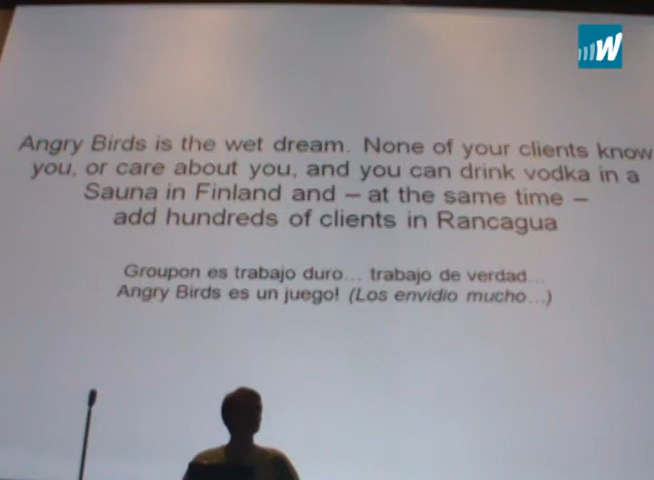 W
Angry Birds is the wet dream. None of your clients know
you, or care about you, and you can drink vodka in a
Sauna in Finland and – at the same time –
add hundreds of clients in Rancagua
Groupon es trabajo duro... trabajo de verdad...
Angry Birds es un juego! (Los envidio mucho...)